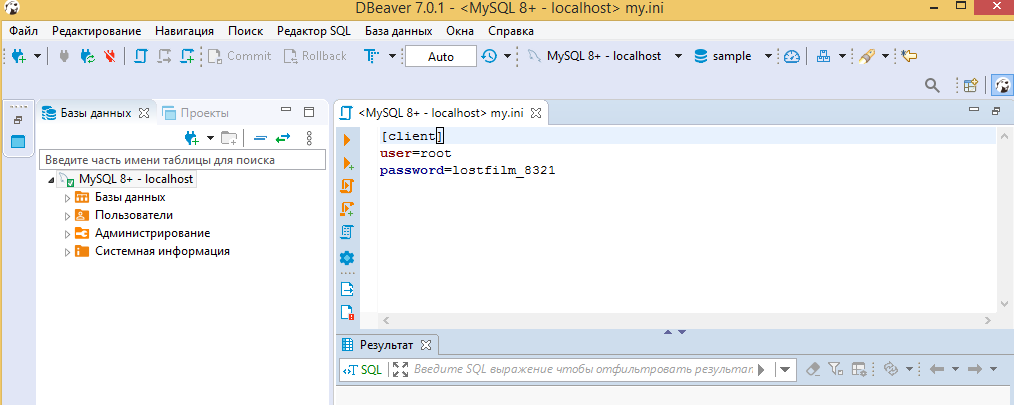 DBeaver 7.0.1 - <MySQL 8+ - localhost> my.ini
Файл Редактирование Навигация Поиск Редактор SQL База данных Окна Справка
Commit Rollback Auto MySQL 8+ - localhost sample
Базы данных Проекты
Введите часть имени таблицы для поиска
MySQL 8+ - localhost
Базы данных
Пользователи
Администрирование
Системная информация
<MySQL 8+ - localhost> my.ini
[client]
user=root
password=lostfilm_8321
Результат
SQL Введите SQL выражение чтобы отфильтровать результат